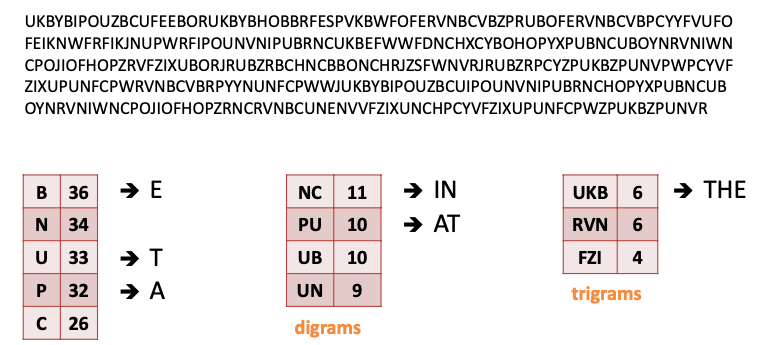 UKBYBIPOUZBCUFEEBORUKBYBHOBBRFESPVKBWFOFERVNBCVBZPRUBOFERVNBCVBPCYYFVUFO
FEIKNWFRFIKJNUPWRFIPOUNVNIPUBRNCUKBEFWWFDNCHXCYBOHOPYXPUBNCUBOYNRVNIWN
CPOJIOFHOPZRVFZIXUBORJRUBZRBCHNCBBONCHRJZSFWNVRJRUBZRPCYZPUKBZPUNVPWPCYVF
ZIXUPUNFCPWRVNBCVBRPYYNUNFCPWWJUKBYBIPOUZBCUIPOUNVNIPUBRNCHOPYXPUBNCUB
OYNRVNIWNCPOJIOFHOPZRNCRVNBCUNENVVFZIXUNCHPCYVFZIXUPUNFCPWZPUKBZPUNVR
B 36 → E NC 11 → IN UKB 6 → THE
N 34 PU 10 → AT RVN 6
U 33 → T UB 10 FZI 4
P 32 → A UN 9 trigrams
C 26 digrams